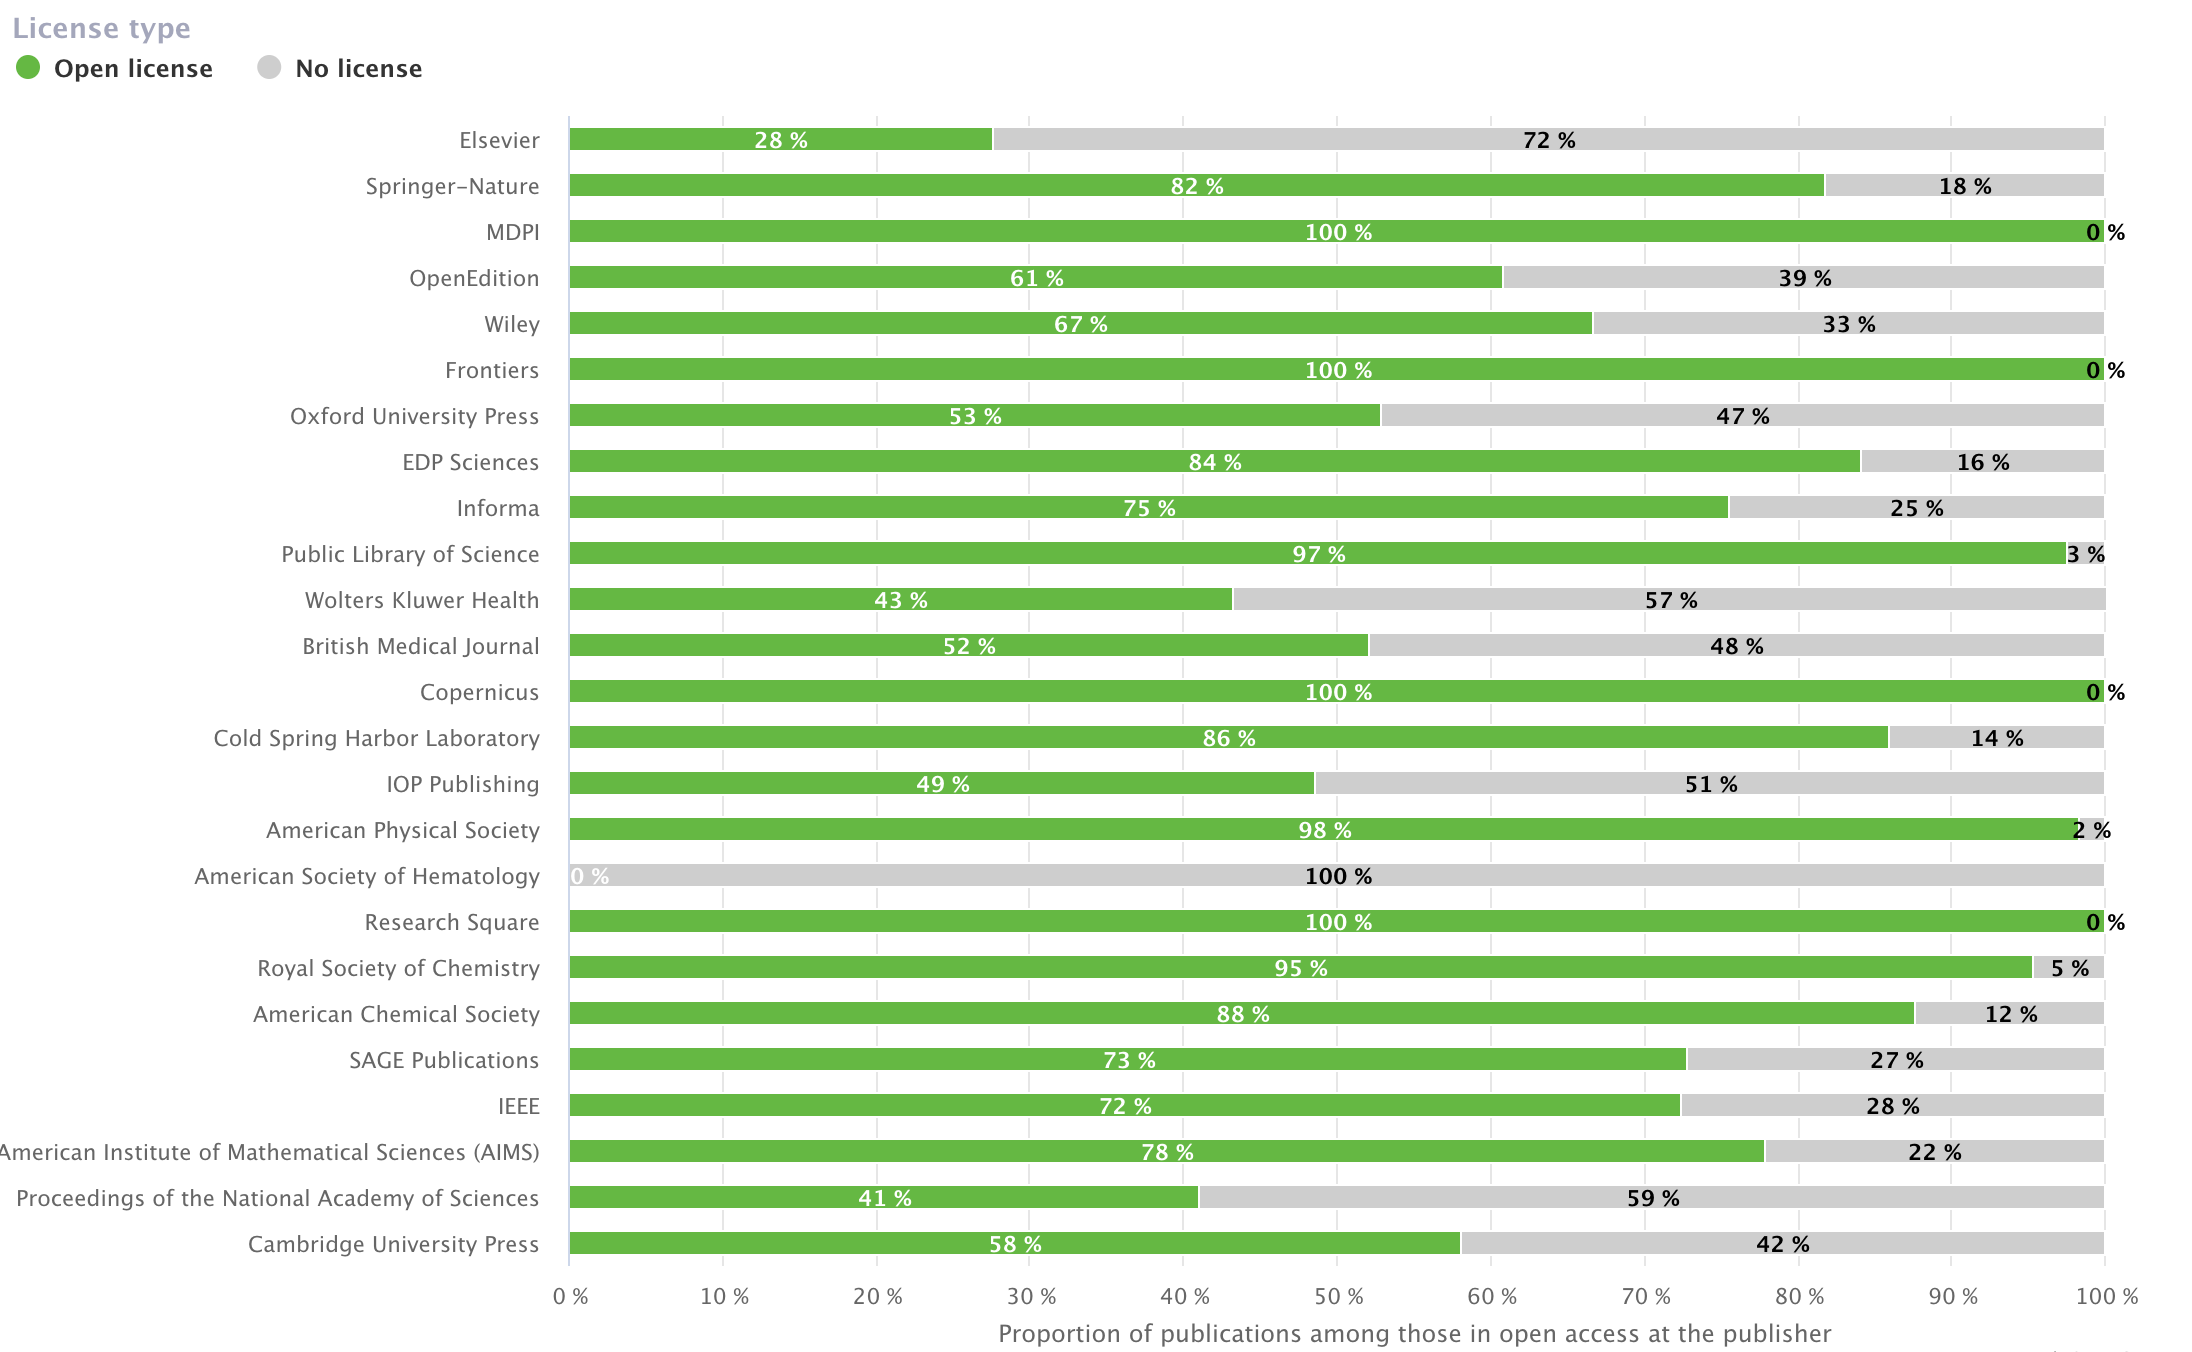 License type
Open license No license
Elsevier 28 % 72 %
Springer-Nature 82 % 18 %
MDPI 100 % 0 %
OpenEdition 61 % 39 %
Wiley 67 % 33 %
Frontiers 100 % 0 %
Oxford University Press 53 % 47 %
EDP Sciences 84 % 16 %
Informa 75 % 25 %
Public Library of Science 97 % 3 %
Wolters Kluwer Health 43 % 57 %
British Medical Journal 52 % 48 %
Copernicus 100 % 0 %
Cold Spring Harbor Laboratory 86 % 14 %
IOP Publishing 49 % 51 %
American Physical Society 98 % 2 %
American Society of Hematology 0 % 100 %
Research Square 100 % 0 %
Royal Society of Chemistry 95 % 5 %
American Chemical Society 88 % 12 %
SAGE Publications 73 % 27 %
IEEE 72 % 28 %
American Institute of Mathematical Sciences (AIMS) 78 % 22 %
Proceedings of the National Academy of Sciences 41 % 59 %
Cambridge University Press 58 % 42 %
0 % 10 % 20 % 30 % 40 % 50 % 60 % 70 % 80 % 90 % 100 %
Proportion of publications among those in open access at the publisher